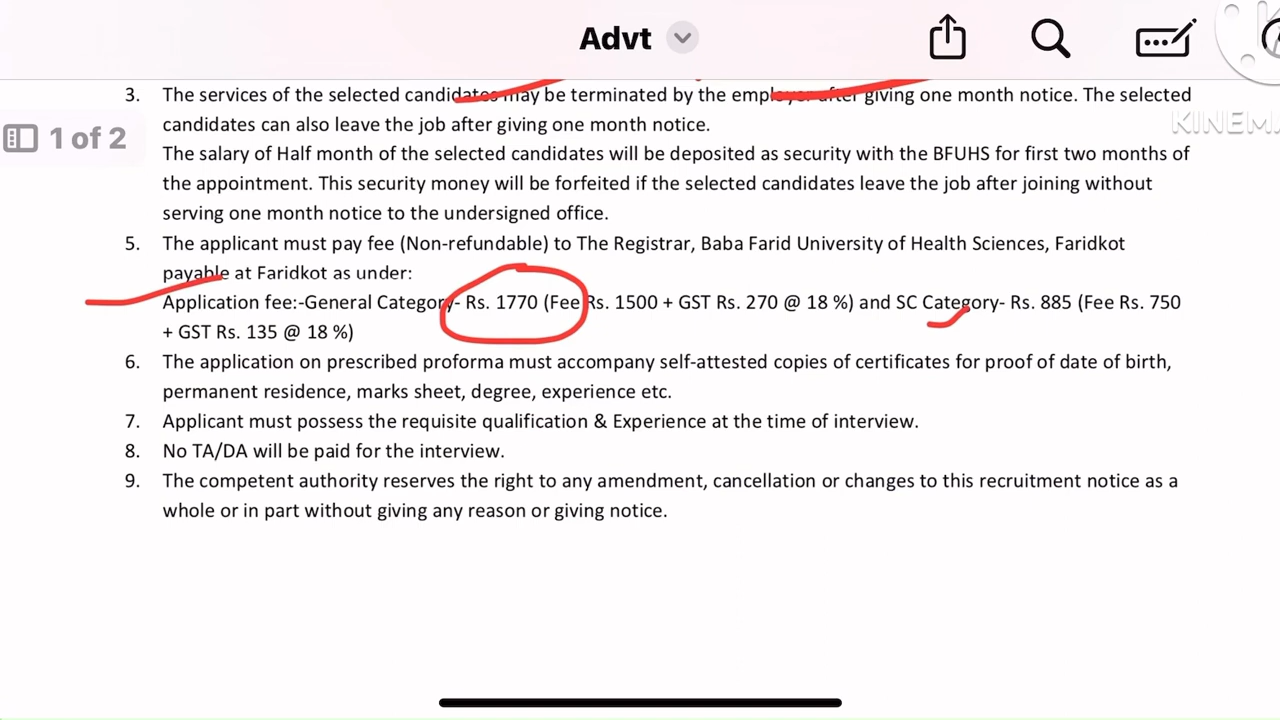 Advt
1 of 2
KINEM
3. The services of the selected candidates may be terminated by the employer after giving one month notice. The selected
candidates can also leave the job after giving one month notice.
The salary of Half month of the selected candidates will be deposited as security with the BFUHS for first two months of
the appointment. This security money will be forfeited if the selected candidates leave the job after joining without
serving one month notice to the undersigned office.
5. The applicant must pay fee (Non-refundable) to The Registrar, Baba Farid University of Health Sciences, Faridkot
payable at Faridkot as under:
Application fee:-General Category- Rs. 1770 (Fee Rs. 1500 + GST Rs. 270 @ 18 %) and SC Category- Rs. 885 (Fee Rs. 750
+ GST Rs. 135 @ 18 %)
6. The application on prescribed proforma must accompany self-attested copies of certificates for proof of date of birth,
permanent residence, marks sheet, degree, experience etc.
7. Applicant must possess the requisite qualification & Experience at the time of interview.
8. No TA/DA will be paid for the interview.
9. The competent authority reserves the right to any amendment, cancellation or changes to this recruitment notice as a
whole or in part without giving any reason or giving notice.